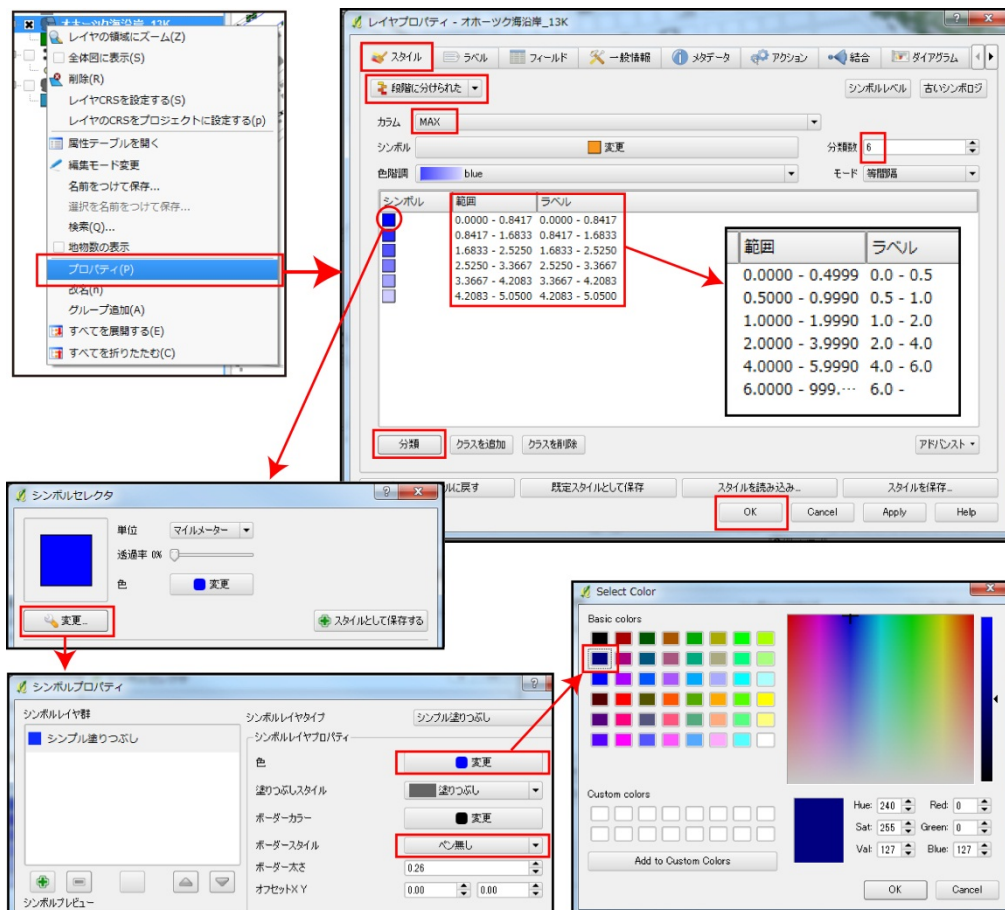 オホーツク海沿岸_13K
レイヤの領域にズーム(Z)
全体図に表示(S)
削除(R)
レイヤCRSを設定する(S)
レイヤのCRSをプロジェクトに設定する(p)
属性テーブルを開く
編集モード変更
名前をつけて保存...
選択を名前をつけて保存...
検索(Q)...
地物数の表示
プロパティ(P)
改名(n)
グループ追加(A)
すべてを展開する(E)
すべてを折りたたむ(C)
レイヤプロパティ - オホーツク海沿岸_13K
スタイル ラベル フィールド 一般情報 メタデータ アクション 結合 ダイアグラム
段階に分けられた シンボルレベル 古いシンボロジ
カラム MAX
シンボル 変更 分類数 6
色階調 blue モード 等間隔
シンボル 範囲 ラベル
0.0000 - 0.8417 0.0000 - 0.8417
0.8417 - 1.6833 0.8417 - 1.6833
1.6833 - 2.5250 1.6833 - 2.5250
2.5250 - 3.3667 2.5250 - 3.3667
3.3667 - 4.2083 3.3667 - 4.2083
4.2083 - 5.0500 4.2083 - 5.0500
範囲 ラベル
0.0000 - 0.4999 0.0 - 0.5
0.5000 - 0.9990 0.5 - 1.0
1.0000 - 1.9990 1.0 - 2.0
2.0000 - 3.9990 2.0 - 4.0
4.0000 - 5.9990 4.0 - 6.0
6.0000 - 999.… 6.0 -
分類 クラスを追加 クラスを削除 アドバンスト
ルに戻す 既定スタイルとして保存 スタイルを読み込み... スタイルを保存...
OK Cancel Apply Help
シンボルセレクタ
単位 マイルメーター
透過率 0%
色 変更
変更... スタイルとして保存する
シンボルプロパティ
シンボルレイヤ群 シンボルレイヤタイプ シンプル塗りつぶし
シンプル塗りつぶし シンボルレイヤプロパティ
色 変更
塗りつぶしスタイル 塗りつぶし
ボーダーカラー 変更
ボーダースタイル ペン無し
ボーダー太さ 0.26
オフセットX Y 0.00 0.00
シンボルプレビュー
Select Color
Basic colors
Custom colors
Hue: 240 Red: 0
Sat: 255 Green: 0
Val: 127 Blue: 127
Add to Custom Colors
OK Cancel